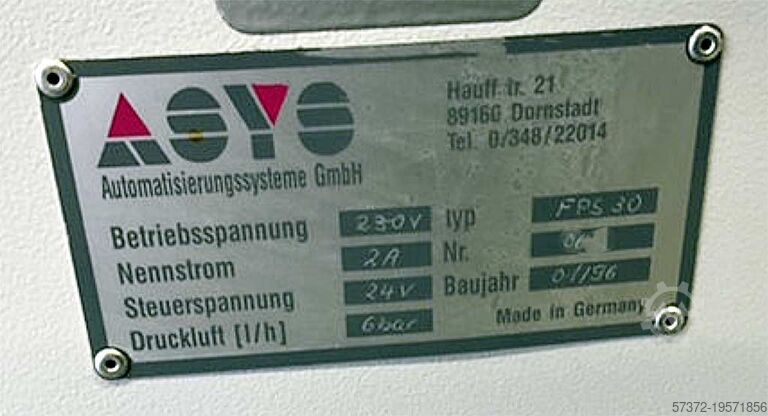 ASYS
Automatisierungssysteme GmbH
Hauff tr. 21
89160 Dornstadt
Tel. 0/348/22014
Betriebsspannung 230V
Nennstrom 2A
Steuerspannung 24V
Druckluft [l/h] 6bar
typ FPS 30
Nr.
Baujahr 01/96
Made in Germany
57372-19571856